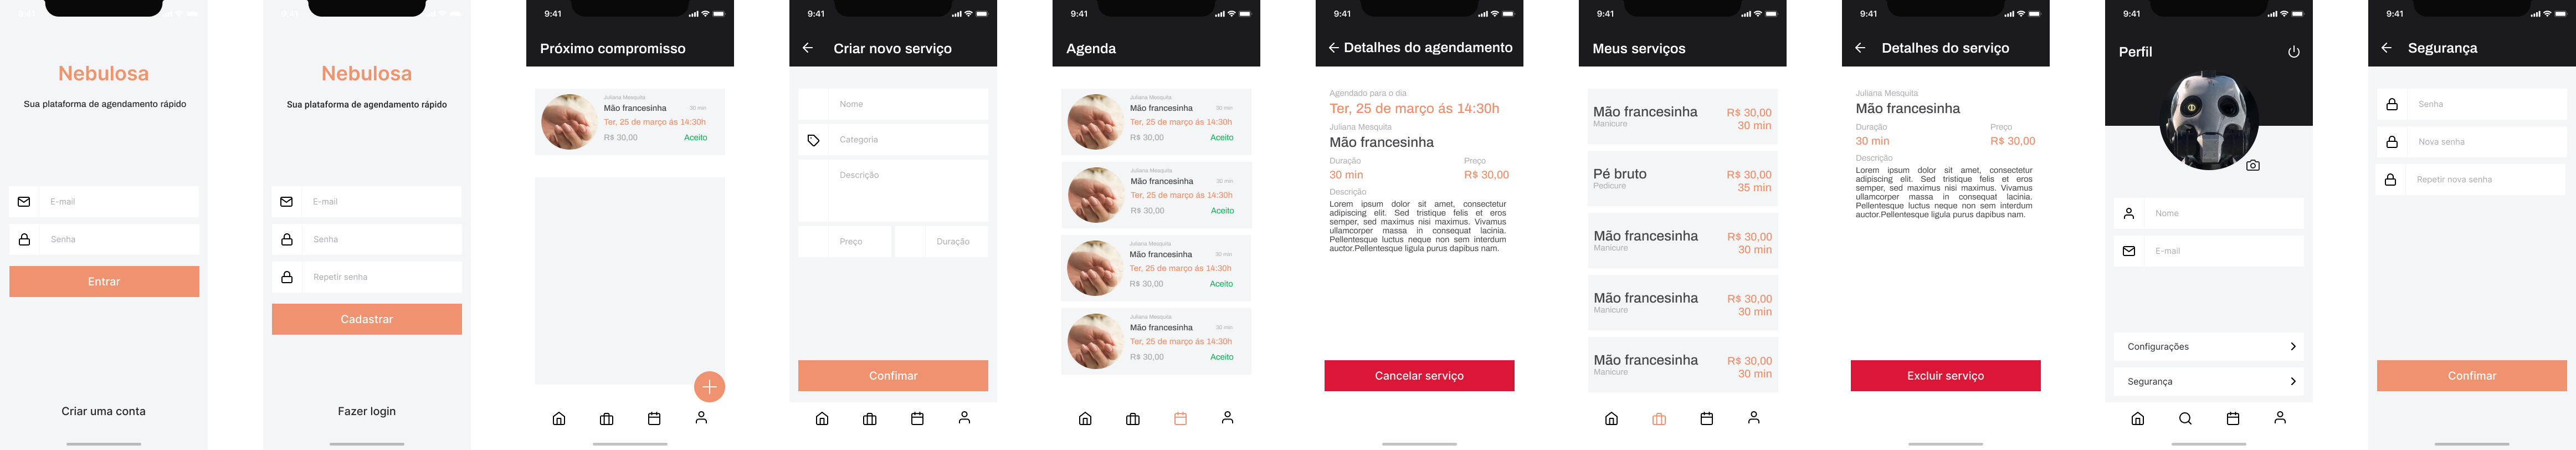 Nebulosa
Sua plataforma de agendamento rápido
E-mail
Senha
Entrar
Criar uma conta
Nebulosa
Sua plataforma de agendamento rápido
E-mail
Senha
Repetir senha
Cadastrar
Fazer login
9:41
Próximo compromisso
Juliana Mesquita
Mão francesinha 30 min
Ter, 25 de março ás 14:30h
R$ 30,00 Aceito
9:41
Criar novo serviço
Nome
Categoria
Descrição
Preço Duração
Confimar
9:41
Agenda
Juliana Mesquita
Mão francesinha 30 min
Ter, 25 de março ás 14:30h
R$ 30,00 Aceito
Juliana Mesquita
Mão francesinha 30 min
Ter, 25 de março ás 14:30h
R$ 30,00 Aceito
Juliana Mesquita
Mão francesinha 30 min
Ter, 25 de março ás 14:30h
R$ 30,00 Aceito
Juliana Mesquita
Mão francesinha 30 min
Ter, 25 de março ás 14:30h
R$ 30,00 Aceito
9:41
Detalhes do agendamento
Agendado para o dia
Ter, 25 de março ás 14:30h
Juliana Mesquita
Mão francesinha
Duração Preço
30 min R$ 30,00
Descrição
Lorem ipsum dolor sit amet, consectetur
adipiscing elit. Sed tristique felis et eros
semper, sed maximus nisi maximus. Vivamus
ullamcorper massa in consequat lacinia.
Pellentesque luctus neque non sem interdum
auctor.Pellentesque ligula purus dapibus nam.
Cancelar serviço
9:41
Meus serviços
Mão francesinha R$ 30,00
Manicure 30 min
Pé bruto R$ 30,00
Pedicure 35 min
Mão francesinha R$ 30,00
Manicure 30 min
Mão francesinha R$ 30,00
Manicure 30 min
Mão francesinha R$ 30,00
Manicure 30 min
9:41
Detalhes do serviço
Juliana Mesquita
Mão francesinha
Duração Preço
30 min R$ 30,00
Descrição
Lorem ipsum dolor sit amet, consectetur
adipiscing elit. Sed tristique felis et eros
semper, sed maximus nisi maximus. Vivamus
ullamcorper massa in consequat lacinia.
Pellentesque luctus neque non sem interdum
auctor.Pellentesque ligula purus dapibus nam.
Excluir serviço
9:41
Perfil
Nome
E-mail
Configurações
Segurança
9:41
Segurança
Senha
Nova senha
Repetir nova senha
Confimar